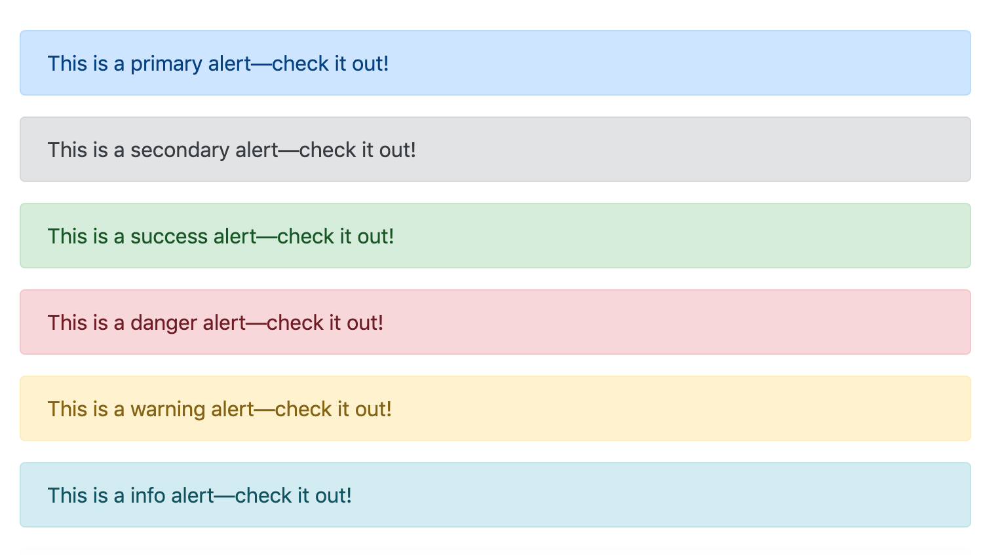 This is a primary alert—check it out!
This is a secondary alert—check it out!
This is a success alert—check it out!
This is a danger alert—check it out!
This is a warning alert—check it out!
This is a info alert—check it out!